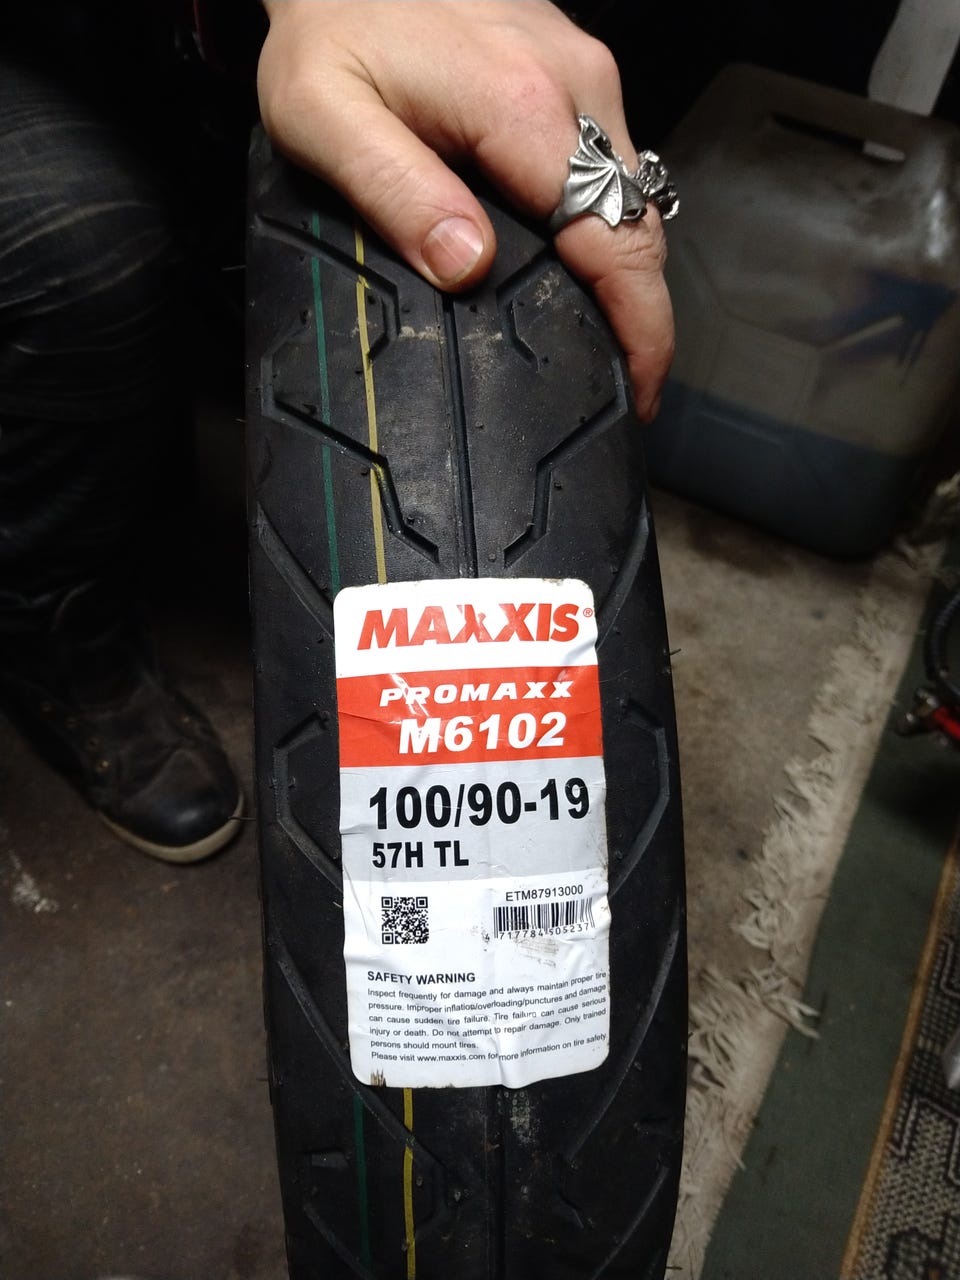 MAXXIS®
PROMAXX
M6102
100/90-19
57H TL
ETM87913000
4 717784 505237
SAFETY WARNING
Inspect frequently for damage and always maintain proper tire
pressure. Improper inflation/overloading/punctures and damage
can cause sudden tire failure. Tire failure can cause serious
injury or death. Do not attempt to repair damage. Only trained
persons should mount tires.
Please visit www.maxxis.com for more information on tire safety